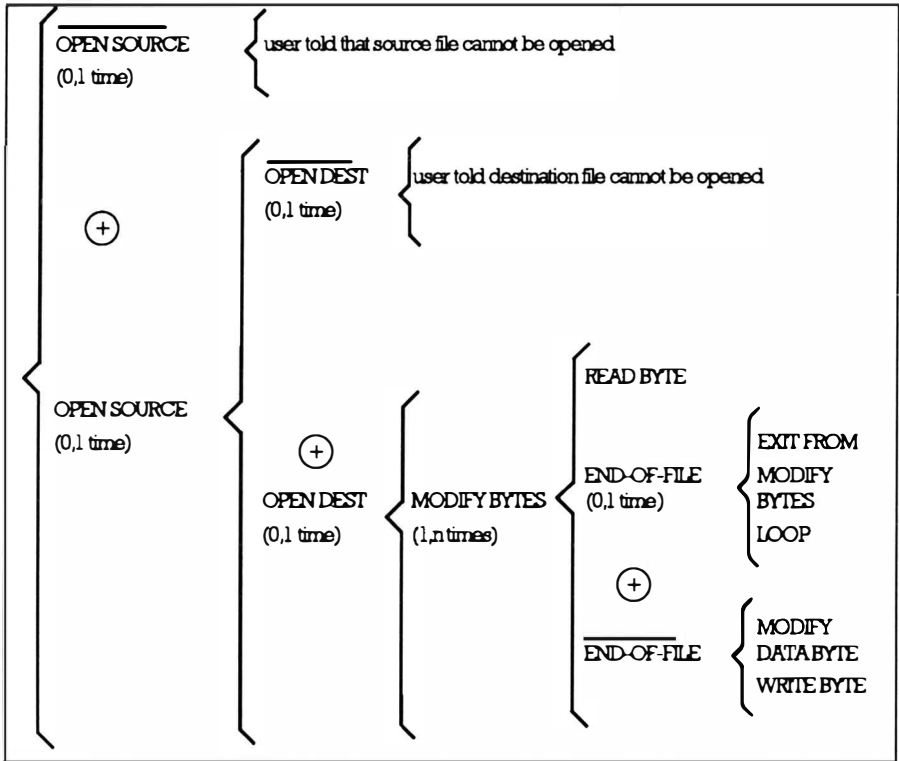 OPEN SOURCE
(0,1 time)
user told that source file cannot be opened
+
OPEN SOURCE
(0,1 time)
OPEN DEST
(0,1 time)
user told destination file cannot be opened
+
OPEN DEST
(0,1 time)
MODIFY BYTES
(1,n times)
READ BYTE
END-OF-FILE
(0,1 time)
EXIT FROM
MODIFY
BYTES
LOOP
+
END-OF-FILE
MODIFY
DATA BYTE
WRITE BYTE